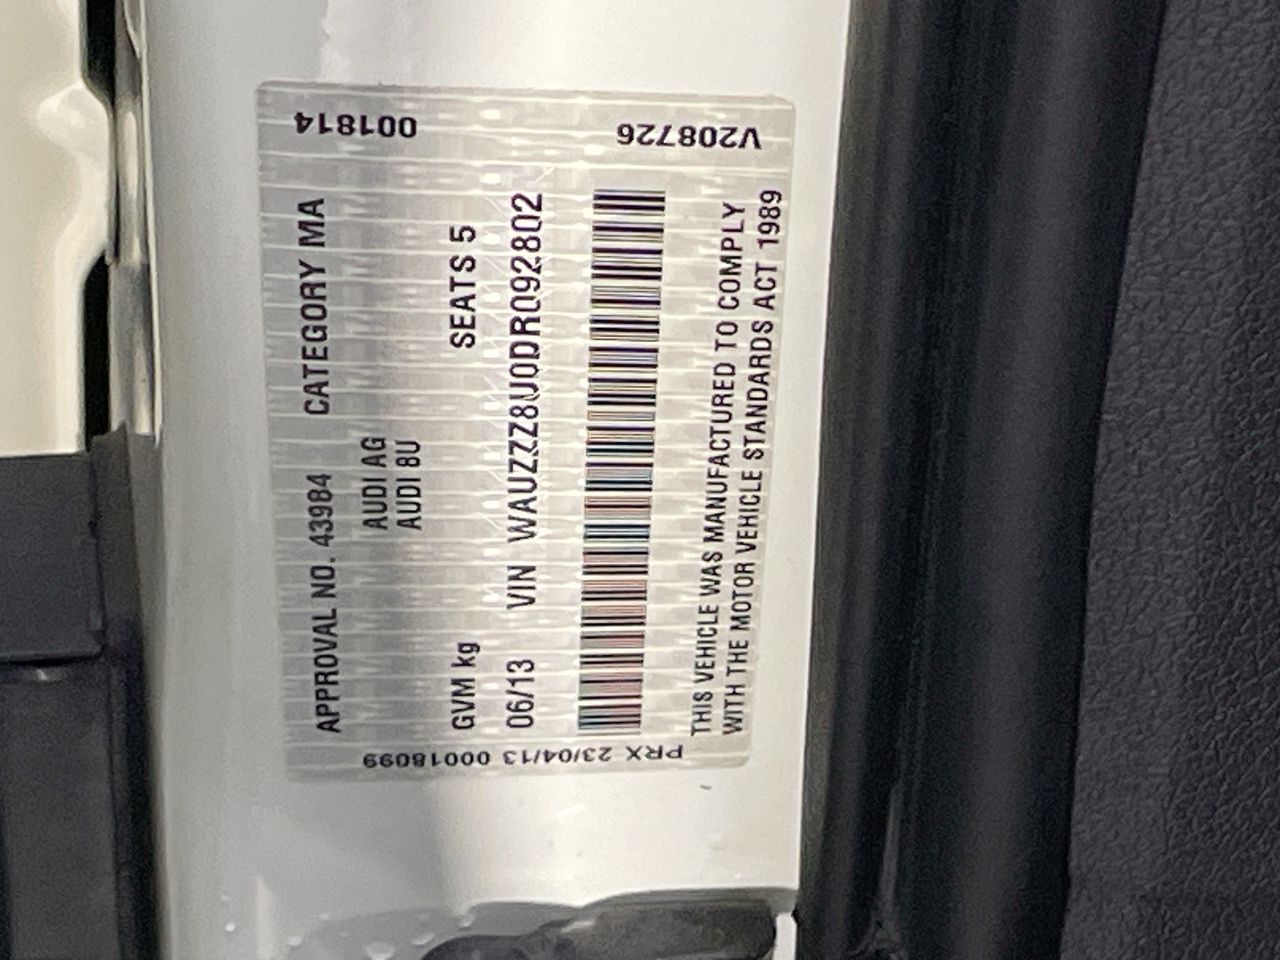 APPROVAL NO. 43984 CATEGORY MA
AUDI AG
AUDI 8U
GVM kg SEATS 5
06/13 VIN WAUZZZ8U0DR092802
THIS VEHICLE WAS MANUFACTURED TO COMPLY
WITH THE MOTOR VEHICLE STANDARDS ACT 1989
001814
V208726
PRX 23/04/13 00018099